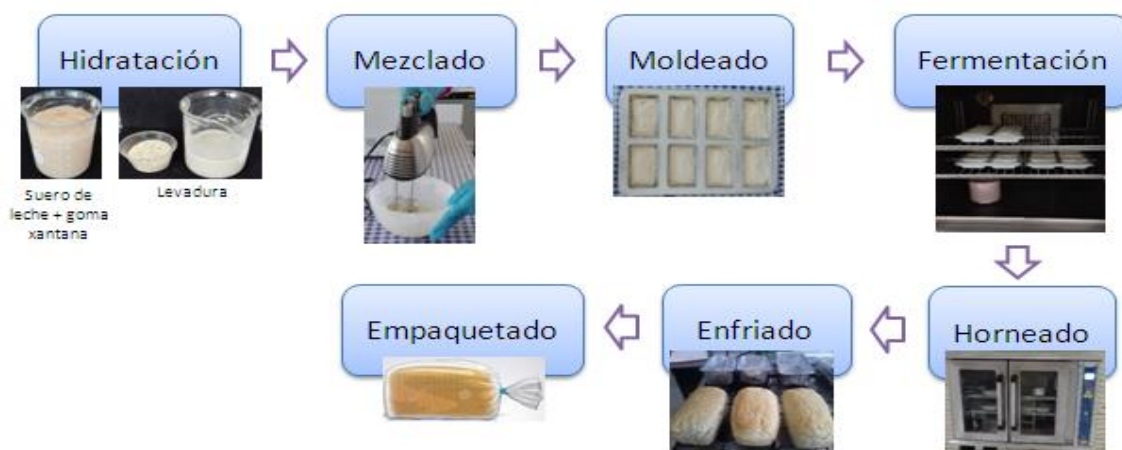 Hidratación
Mezclado
Moldeado
Fermentación
Suero de
leche + goma
xantana
Levadura
Horneado
Enfriado
Empaquetado